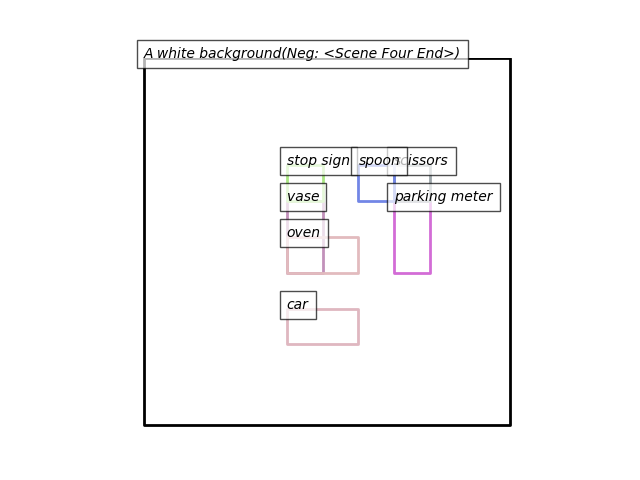 A white background(Neg: <Scene Four End>)
stop sign
spoon
scissors
vase
parking meter
oven
car